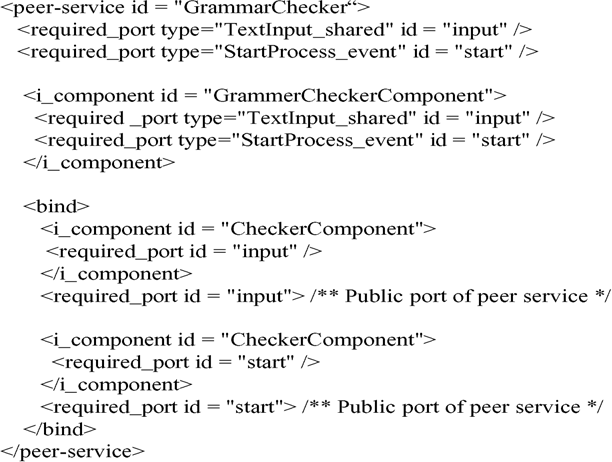 <peer-service id = "GrammarChecker“>
<required_port type="TextInput_shared" id = "input" />
<required_port type="StartProcess_event" id = "start" />
<i_component id = "GrammerCheckerComponent">
<required _port type="TextInput_shared" id = "input" />
<required_port type="StartProcess_event" id = "start" />
</i_component>
<bind>
<i_component id = "CheckerComponent">
<required_port id = "input" />
</i_component>
<required_port id = "input"> /** Public port of peer service */
<i_component id = "CheckerComponent">
<required_port id = "start" />
</i_component>
<required_port id = "start"> /** Public port of peer service */
</bind>
</peer-service>